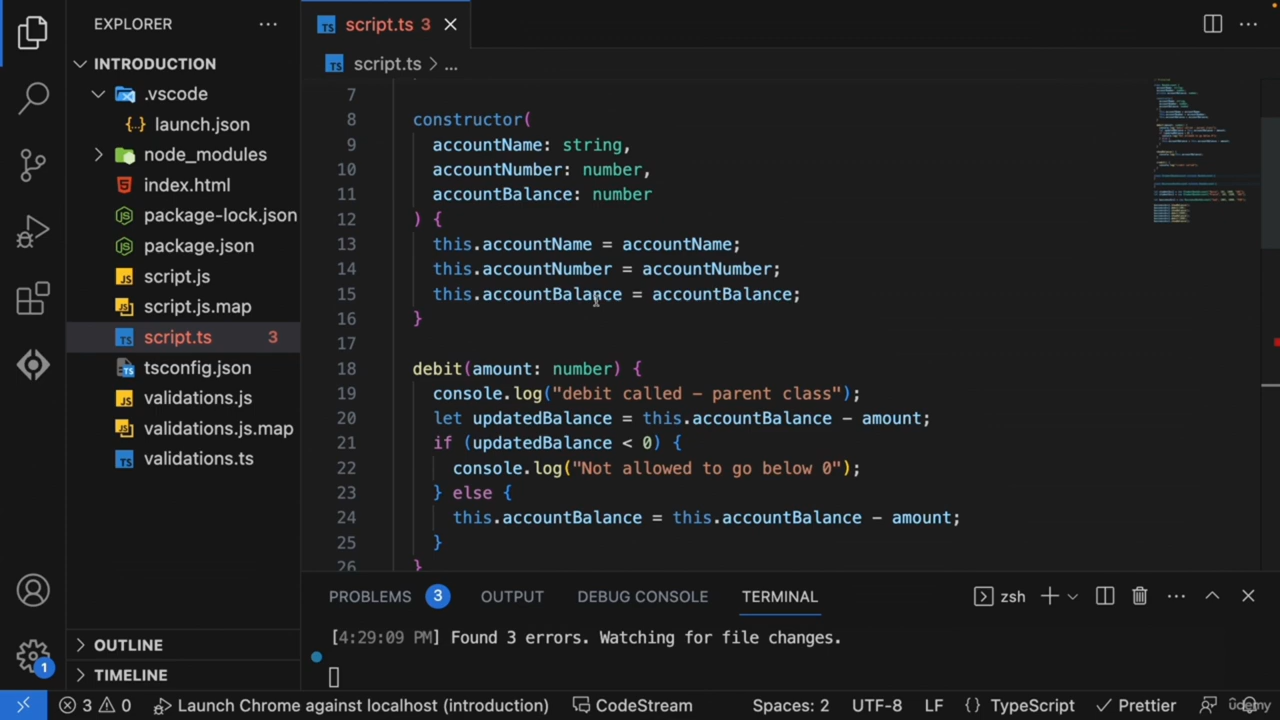 EXPLORER
INTRODUCTION
.vscode
launch.json
node_modules
index.html
package-lock.json
package.json
script.js
script.js.map
script.ts 3
tsconfig.json
validations.js
validations.js.map
validations.ts
OUTLINE
TIMELINE
TS script.ts 3
TS script.ts > ...
7
8 constructor(
9 accountName: string,
10 accountNumber: number,
11 accountBalance: number
12 ) {
13 this.accountName = accountName;
14 this.accountNumber = accountNumber;
15 this.accountBalance = accountBalance;
16 }
17
18 debit(amount: number) {
19 console.log("debit called – parent class");
20 let updatedBalance = this.accountBalance – amount;
21 if (updatedBalance < 0) {
22 console.log("Not allowed to go below 0");
23 } else {
24 this.accountBalance = this.accountBalance – amount;
25 }
26 }
PROBLEMS 3 OUTPUT DEBUG CONSOLE TERMINAL zsh
[4:29:09 PM] Found 3 errors. Watching for file changes.
1
3 0 Launch Chrome against localhost (introduction) CodeStream Spaces: 2 UTF-8 LF {} TypeScript Prettier
udemy